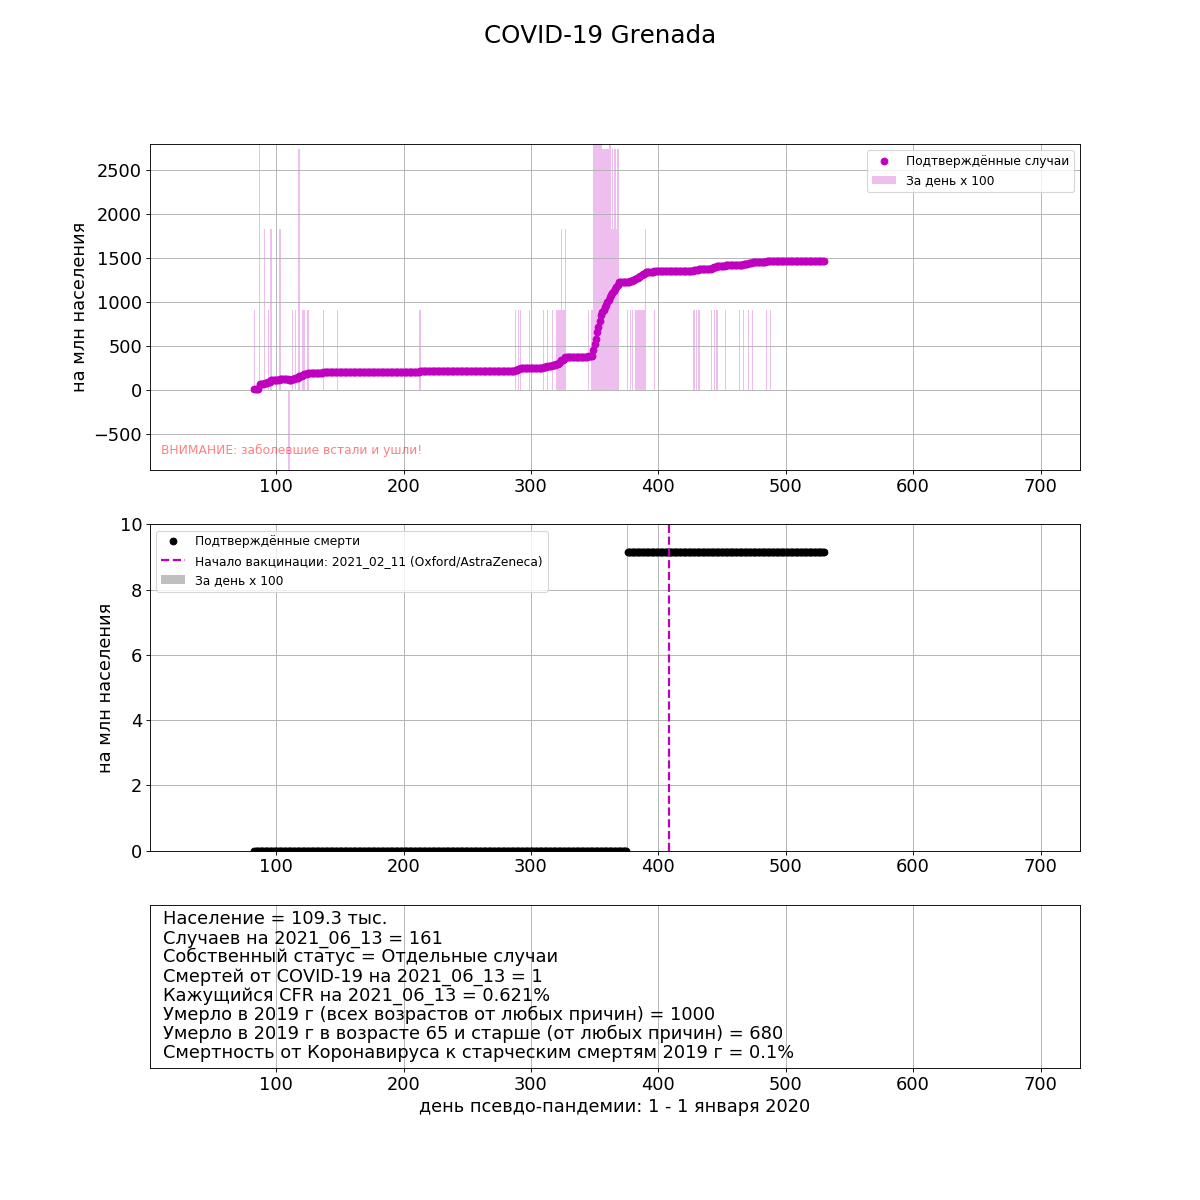 COVID-19 Grenada
на млн населения
2500
2000
1500
1000
500
0
−500
Подтверждённые случаи
За день x 100
ВНИМАНИЕ: заболевшие встали и ушли!
100 200 300 400 500 600 700
на млн населения
10
8
6
4
2
0
Подтверждённые смерти
Начало вакцинации: 2021_02_11 (Oxford/AstraZeneca)
За день x 100
100 200 300 400 500 600 700
Население = 109.3 тыс.
Случаев на 2021_06_13 = 161
Собственный статус = Отдельные случаи
Смертей от COVID-19 на 2021_06_13 = 1
Кажущийся CFR на 2021_06_13 = 0.621%
Умерло в 2019 г (всех возрастов от любых причин) = 1000
Умерло в 2019 г в возрасте 65 и старше (от любых причин) = 680
Смертность от Коронавируса к старческим смертям 2019 г = 0.1%
100 200 300 400 500 600 700
день псевдо-пандемии: 1 - 1 января 2020